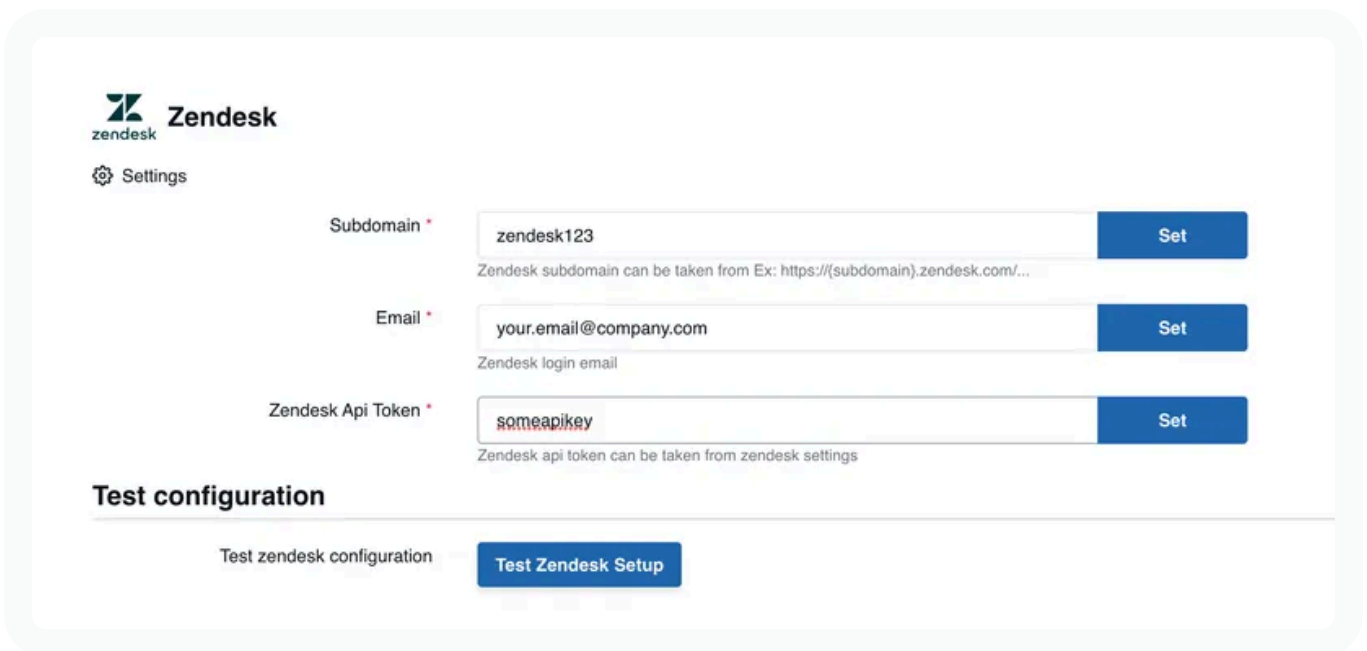 zendesk
Zendesk
Settings
Subdomain *
zendesk123
Set
Zendesk subdomain can be taken from Ex: https://{subdomain}.zendesk.com/...
Email *
your.email@company.com
Set
Zendesk login email
Zendesk Api Token *
someapikey
Set
Zendesk api token can be taken from zendesk settings
Test configuration
Test zendesk configuration
Test Zendesk Setup